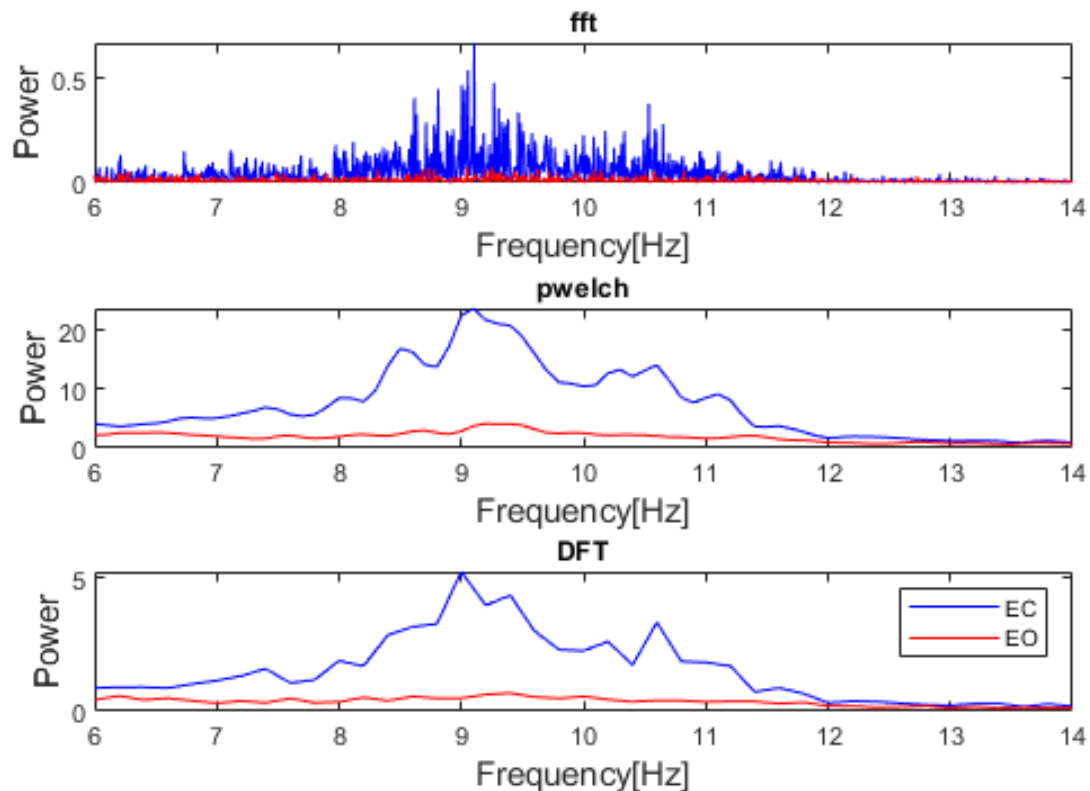 fft
Power
0.5
0
6 7 8 9 10 11 12 13 14
Frequency[Hz]
pwelch
Power
20
10
0
6 7 8 9 10 11 12 13 14
Frequency[Hz]
DFT
Power
5
0
EC
EO
6 7 8 9 10 11 12 13 14
Frequency[Hz]